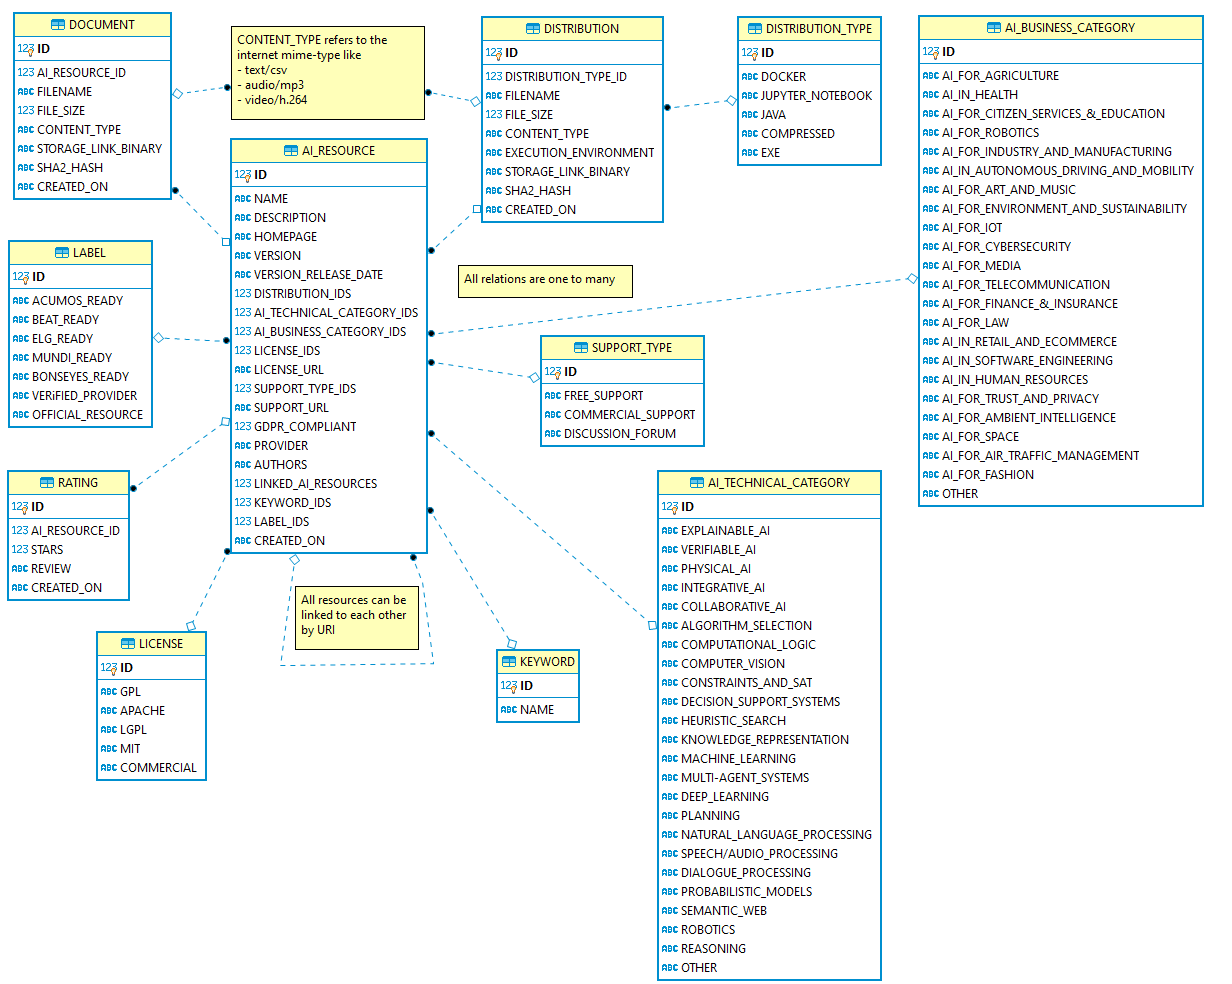 DOCUMENT
123 ID
123 AI_RESOURCE_ID
ABC FILENAME
123 FILE_SIZE
ABC CONTENT_TYPE
ABC STORAGE_LINK_BINARY
ABC SHA2_HASH
ABC CREATED_ON
CONTENT_TYPE refers to the
internet mime-type like
- text/csv
- audio/mp3
- video/h.264
DISTRIBUTION
123 ID
123 DISTRIBUTION_TYPE_ID
ABC FILENAME
123 FILE_SIZE
ABC CONTENT_TYPE
ABC EXECUTION_ENVIRONMENT
ABC STORAGE_LINK_BINARY
ABC SHA2_HASH
ABC CREATED_ON
DISTRIBUTION_TYPE
123 ID
ABC DOCKER
ABC JUPYTER_NOTEBOOK
ABC JAVA
ABC COMPRESSED
ABC EXE
AI_BUSINESS_CATEGORY
123 ID
ABC AI_FOR_AGRICULTURE
ABC AI_IN_HEALTH
ABC AI_FOR_CITIZEN_SERVICES_&_EDUCATION
ABC AI_FOR_ROBOTICS
ABC AI_FOR_INDUSTRY_AND_MANUFACTURING
ABC AI_IN_AUTONOMOUS_DRIVING_AND_MOBILITY
ABC AI_FOR_ART_AND_MUSIC
ABC AI_FOR_ENVIRONMENT_AND_SUSTAINABILITY
ABC AI_FOR_IOT
ABC AI_FOR_CYBERSECURITY
ABC AI_FOR_MEDIA
ABC AI_FOR_TELECOMMUNICATION
ABC AI_FOR_FINANCE_&_INSURANCE
ABC AI_FOR_LAW
ABC AI_IN_RETAIL_AND_ECOMMERCE
ABC AI_IN_SOFTWARE_ENGINEERING
ABC AI_IN_HUMAN_RESOURCES
ABC AI_FOR_TRUST_AND_PRIVACY
ABC AI_FOR_AMBIENT_INTELLIGENCE
ABC AI_FOR_SPACE
ABC AI_FOR_AIR_TRAFFIC_MANAGEMENT
ABC AI_FOR_FASHION
ABC OTHER
AI_RESOURCE
123 ID
ABC NAME
ABC DESCRIPTION
ABC HOMEPAGE
ABC VERSION
ABC VERSION_RELEASE_DATE
123 DISTRIBUTION_IDS
123 AI_TECHNICAL_CATEGORY_IDS
123 AI_BUSINESS_CATEGORY_IDS
123 LICENSE_IDS
ABC LICENSE_URL
123 SUPPORT_TYPE_IDS
ABC SUPPORT_URL
123 GDPR_COMPLIANT
ABC PROVIDER
ABC AUTHORS
123 LINKED_AI_RESOURCES
123 KEYWORD_IDS
123 LABEL_IDS
ABC CREATED_ON
LABEL
123 ID
ABC ACUMOS_READY
ABC BEAT_READY
ABC ELG_READY
ABC MUNDI_READY
ABC BONSEYES_READY
ABC VERiFIED_PROVIDER
ABC OFFICIAL_RESOURCE
All relations are one to many
SUPPORT_TYPE
123 ID
ABC FREE_SUPPORT
ABC COMMERCIAL_SUPPORT
ABC DISCUSSION_FORUM
RATING
123 ID
123 AI_RESOURCE_ID
123 STARS
ABC REVIEW
ABC CREATED_ON
All resources can be
linked to each other
by URI
LICENSE
123 ID
ABC GPL
ABC APACHE
ABC LGPL
ABC MIT
ABC COMMERCIAL
KEYWORD
123 ID
ABC NAME
AI_TECHNICAL_CATEGORY
123 ID
ABC EXPLAINABLE_AI
ABC VERIFIABLE_AI
ABC PHYSICAL_AI
ABC INTEGRATIVE_AI
ABC COLLABORATIVE_AI
ABC ALGORITHM_SELECTION
ABC COMPUTATIONAL_LOGIC
ABC COMPUTER_VISION
ABC CONSTRAINTS_AND_SAT
ABC DECISION_SUPPORT_SYSTEMS
ABC HEURISTIC_SEARCH
ABC KNOWLEDGE_REPRESENTATION
ABC MACHINE_LEARNING
ABC MULTI-AGENT_SYSTEMS
ABC DEEP_LEARNING
ABC PLANNING
ABC NATURAL_LANGUAGE_PROCESSING
ABC SPEECH/AUDIO_PROCESSING
ABC DIALOGUE_PROCESSING
ABC PROBABILISTIC_MODELS
ABC SEMANTIC_WEB
ABC ROBOTICS
ABC REASONING
ABC OTHER